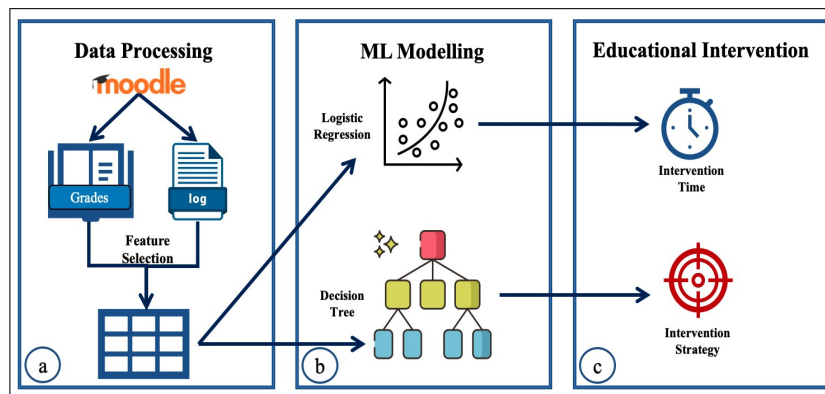 Data Processing
moodle
Grades
log
Feature
Selection
a
ML Modelling
Logistic
Regression
Decision
Tree
b
Educational Intervention
Intervention
Time
Intervention
Strategy
c